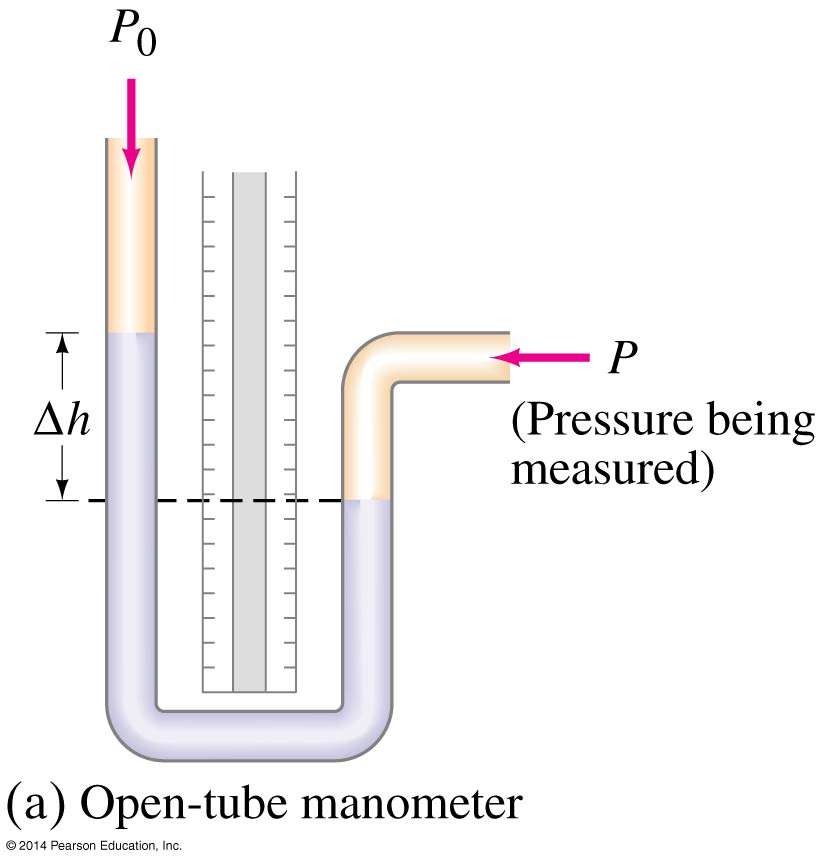 P0
Δh
P
(Pressure being
measured)
(a) Open-tube manometer
© 2014 Pearson Education, Inc.